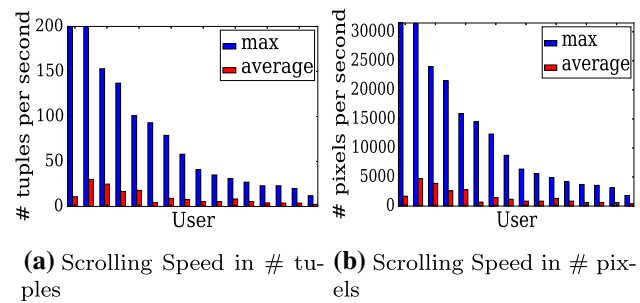 # tuples per second
200
150
100
50
0
max
average
User
# pixels per second
30000
25000
20000
15000
10000
5000
0
max
average
User
(a) Scrolling Speed in # tu-
ples
(b) Scrolling Speed in # pix-
els